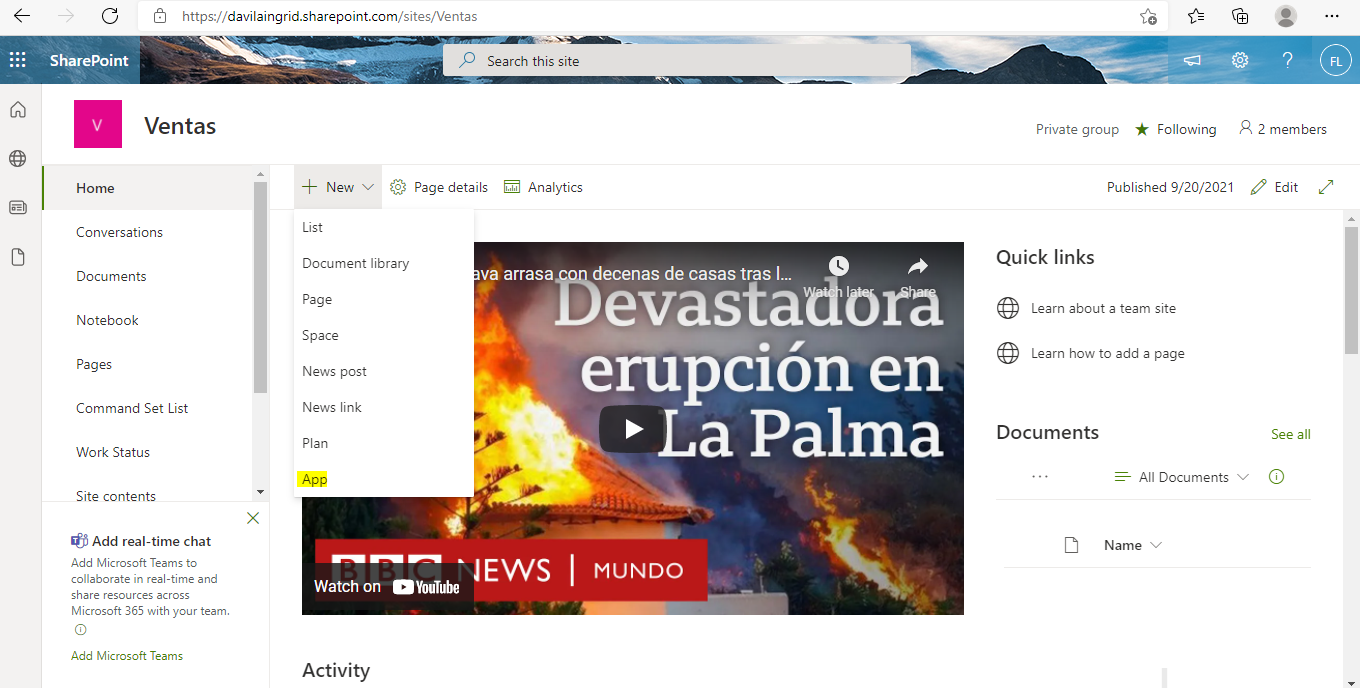 https://davilaingrid.sharepoint.com/sites/Ventas
SharePoint
Search this site
FL
V
Ventas
Private group
Following
2 members
Home
Conversations
Documents
Notebook
Pages
Command Set List
Work Status
Site contents
New
Page details
Analytics
Published 9/20/2021
Edit
List
Document library
Page
Space
News post
News link
Plan
App
ava arrasa con decenas de casas tras l...
Watch later
Share
Devastadora
erupción en
La Palma
BBC NEWS | MUNDO
Watch on YouTube
Quick links
Learn about a team site
Learn how to add a page
Documents
See all
All Documents
Name
Add real-time chat
Add Microsoft Teams to
collaborate in real-time and
share resources across
Microsoft 365 with your team.
Add Microsoft Teams
Activity